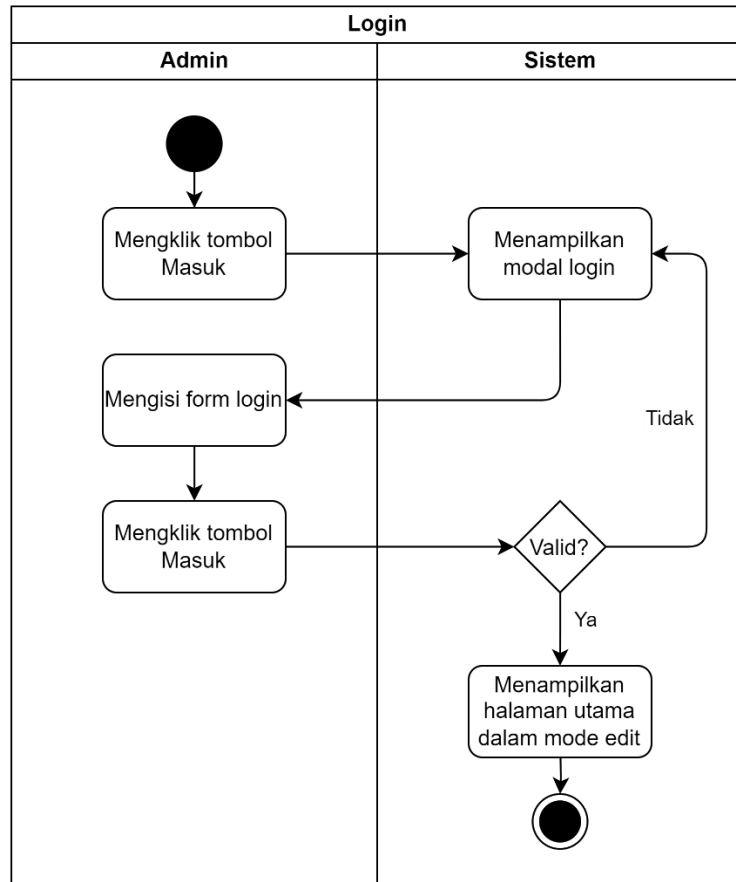 Login
Admin
Sistem
Mengklik tombol
Masuk
Menampilkan
modal login
Mengisi form login
Tidak
Mengklik tombol
Masuk
Valid?
Ya
Menampilkan
halaman utama
dalam mode edit